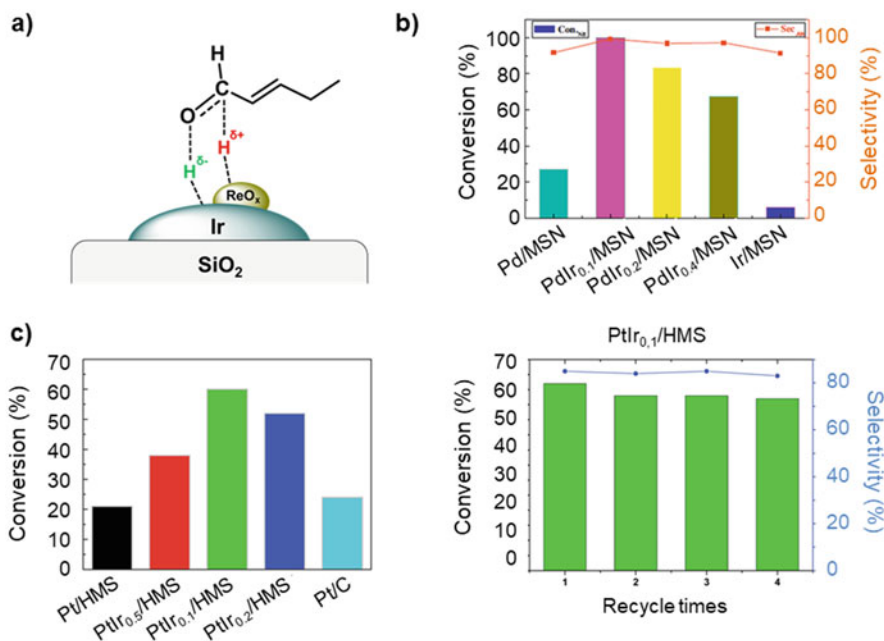 a)
H
C
O
H δ-
H δ+
ReOx
Ir
SiO2
b)
Conversion (%)
100
80
60
40
20
0
Selectivity (%)
100
80
60
40
20
0
Pd/MSN
PdIr0.1/MSN
PdIr0.2/MSN
PdIr0.4/MSN
Ir/MSN
c)
Conversion (%)
70
60
50
40
30
20
10
0
Pt/HMS
PtIr0.5/HMS
PtIr0.1/HMS
PtIr0.2/HMS
Pt/C
PtIr0,1/HMS
Conversion (%)
70
60
50
40
30
20
10
0
Selectivity (%)
80
60
40
20
0
1 2 3 4
Recycle times